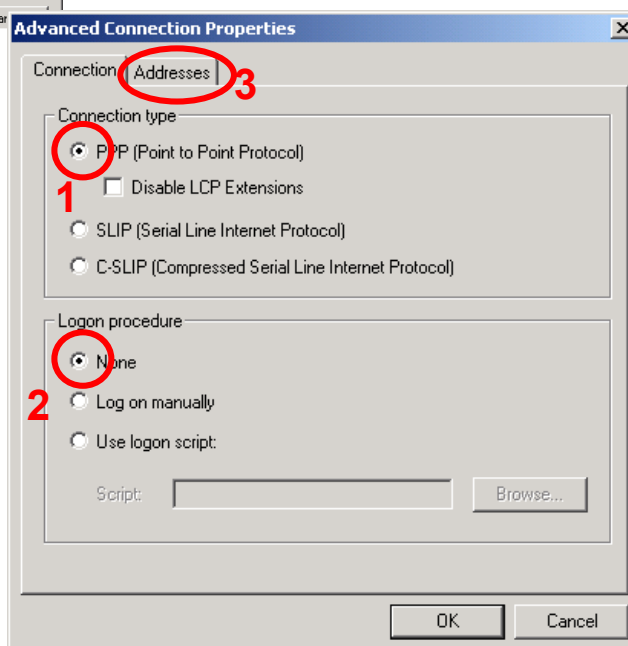 Advanced Connection Properties
Connection Addresses
3
Connection type
PPP (Point to Point Protocol)
1
Disable LCP Extensions
SLIP (Serial Line Internet Protocol)
C-SLIP (Compressed Serial Line Internet Protocol)
Logon procedure
None
2
Log on manually
Use logon script:
Script:
Browse...
OK Cancel